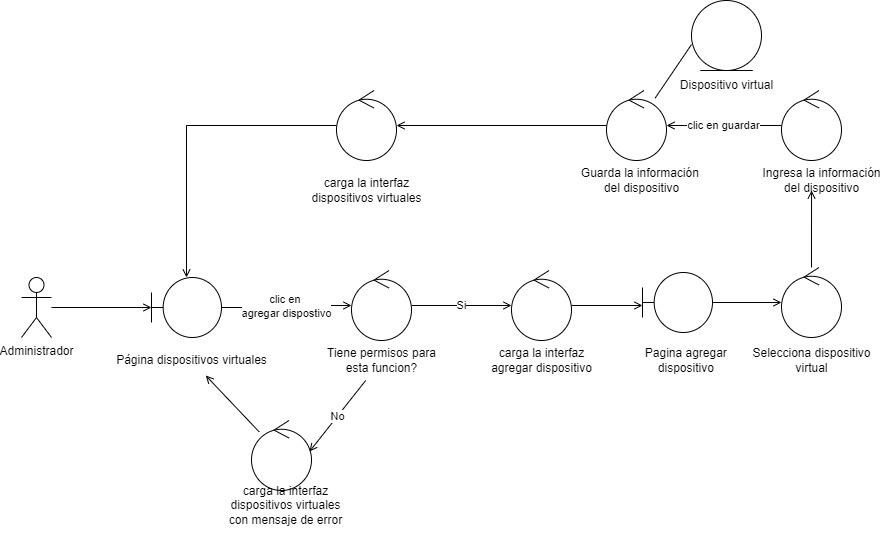 Dispositivo virtual
clic en guardar
Guarda la información
del dispositivo
Ingresa la información
del dispositivo
carga la interfaz
dispositivos virtuales
Administrador
Página dispositivos virtuales
clic en
agregar dispostivo
Tiene permisos para
esta funcion?
Si
carga la interfaz
agregar dispositivo
Pagina agregar
dispositivo
Selecciona dispositivo
virtual
No
carga la interfaz
dispositivos virtuales
con mensaje de error